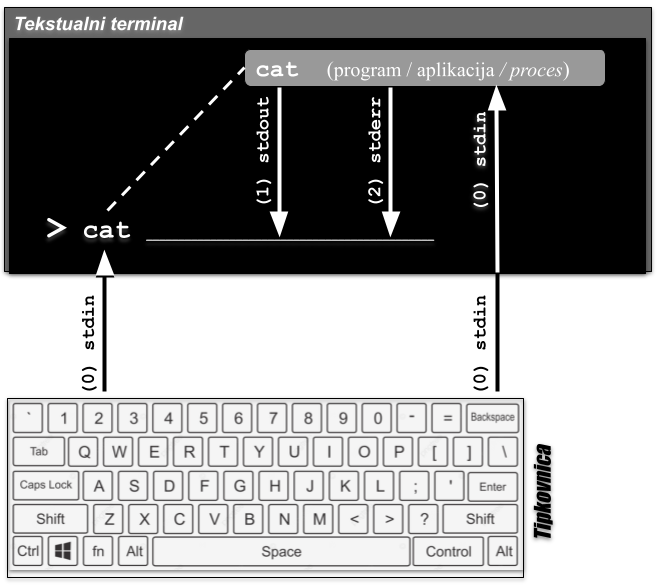 Tekstualni terminal
cat (program / aplikacija / proces)
(1) stdout
(2) stderr
(0) stdin
> cat
(0) stdin
(0) stdin
` 1 2 3 4 5 6 7 8 9 0 - = Backspace
Tab Q W E R T Y U I O P [ ] \
Caps Lock A S D F G H J K L ; ' Enter
Shift Z X C V B N M < > ? Shift
Ctrl fn Alt Space Control Alt
Tipkovnica